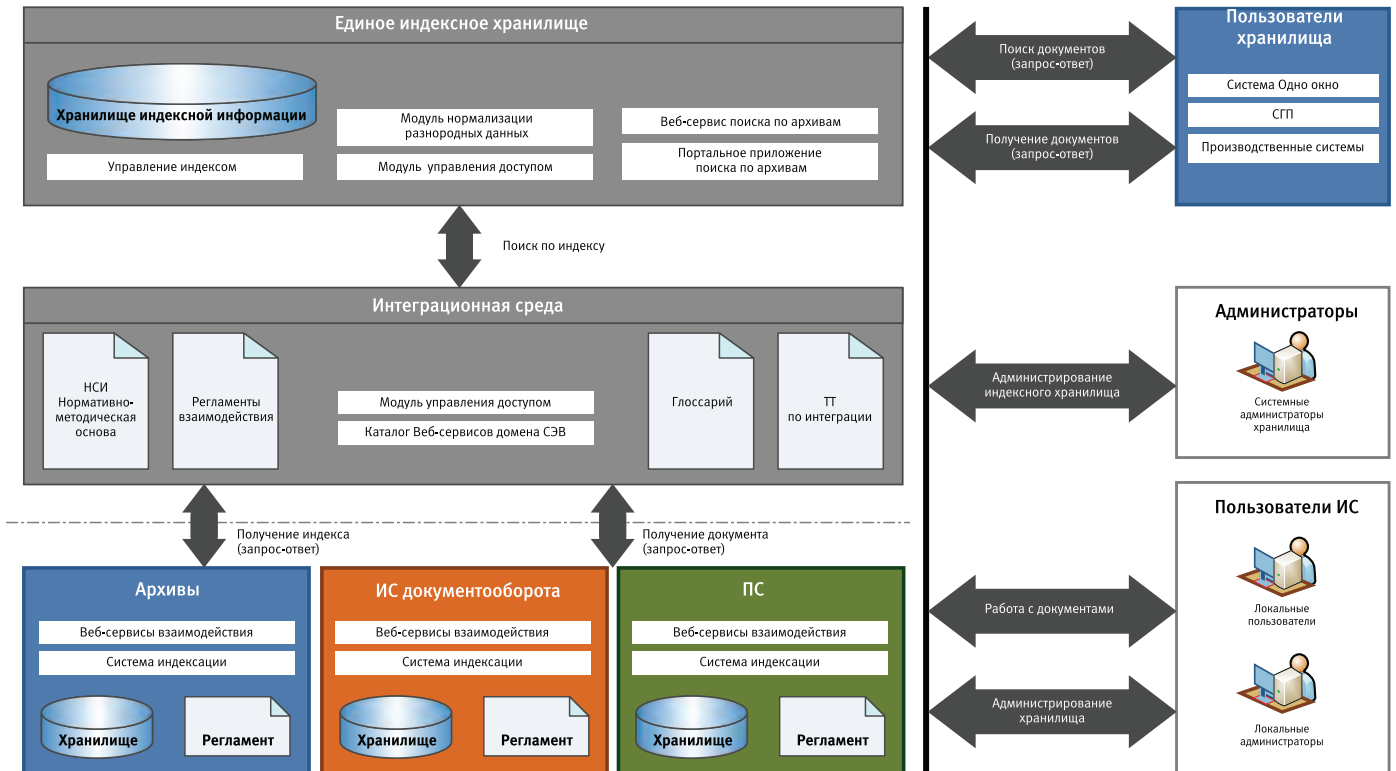 Единое индексное хранилище
Хранилище индексной информации
Управление индексом
Модуль нормализации
разнородных данных
Модуль управления доступом
Веб-сервис поиска по архивам
Портальное приложение
поиска по архивам
Поиск документов
(запрос-ответ)
Получение документов
(запрос-ответ)
Пользователи
хранилища
Система Одно окно
СГП
Производственные системы
Поиск по индексу
Интеграционная среда
НСИ
Нормативно-
методическая
основа
Регламенты
взаимодействия
Модуль управления доступом
Каталог Веб-сервисов домена СЭВ
Глоссарий
ТТ
по интеграции
Администрирование
индексного хранилища
Администраторы
Системные
администраторы
хранилища
Получение индекса
(запрос-ответ)
Получение документа
(запрос-ответ)
Архивы
Веб-сервисы взаимодействия
Система индексации
Хранилище
Регламент
ИС документооборота
Веб-сервисы взаимодействия
Система индексации
Хранилище
Регламент
ПС
Веб-сервисы взаимодействия
Система индексации
Хранилище
Регламент
Работа с документами
Администрирование
хранилища
Пользователи ИС
Локальные
пользователи
Локальные
администраторы